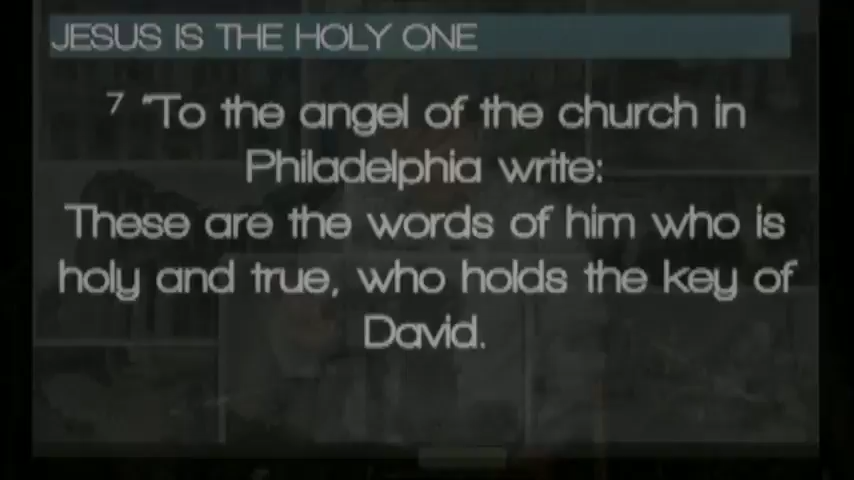 JESUS IS THE HOLY ONE
7 "To the angel of the church in
Philadelphia write:
These are the words of him who is
holy and true, who holds the key of
David.